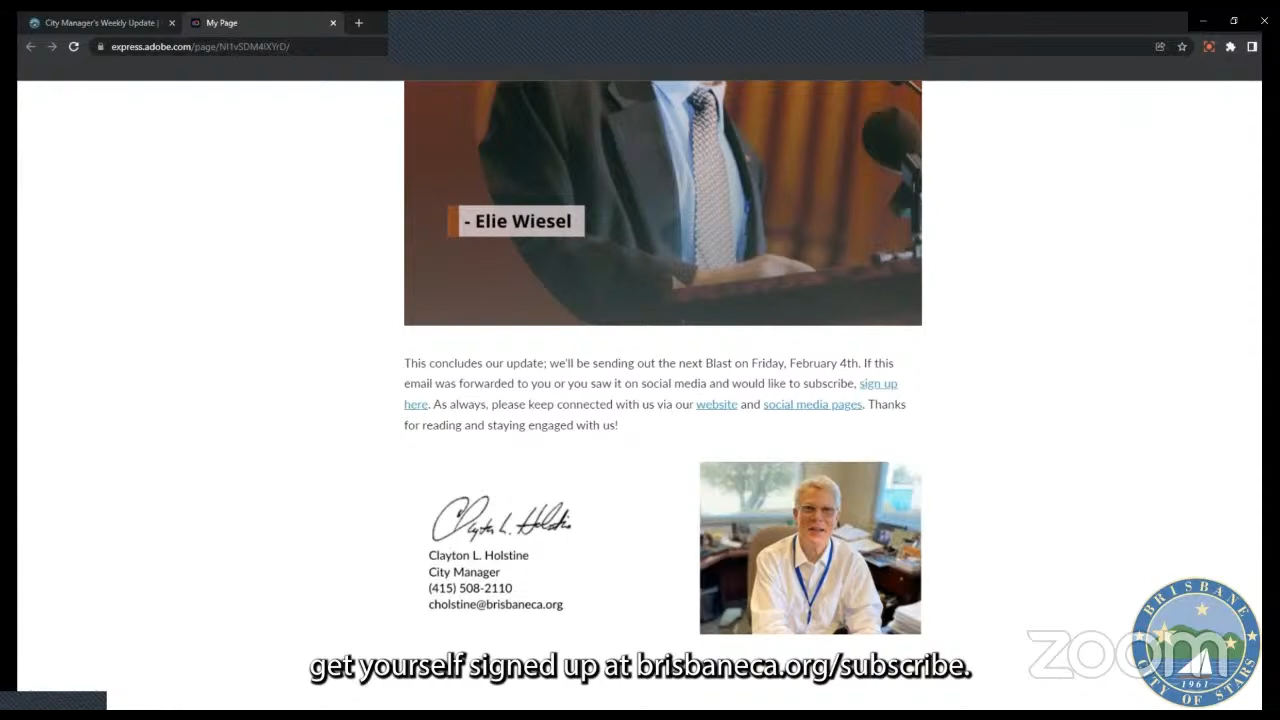 City Manager's Weekly Update |
My Page
express.adobe.com/page/NI1vSDM4lXYrD/
- Elie Wiesel
This concludes our update; we'll be sending out the next Blast on Friday, February 4th. If this
email was forwarded to you or you saw it on social media and would like to subscribe, sign up
here. As always, please keep connected with us via our website and social media pages. Thanks
for reading and staying engaged with us!
Clayton L. Holstine
Clayton L. Holstine
City Manager
(415) 508-2110
cholstine@brisbaneca.org
get yourself signed up at brisbaneca.org/subscribe.
zoom
BRISBANE
1961
CITY OF STARS